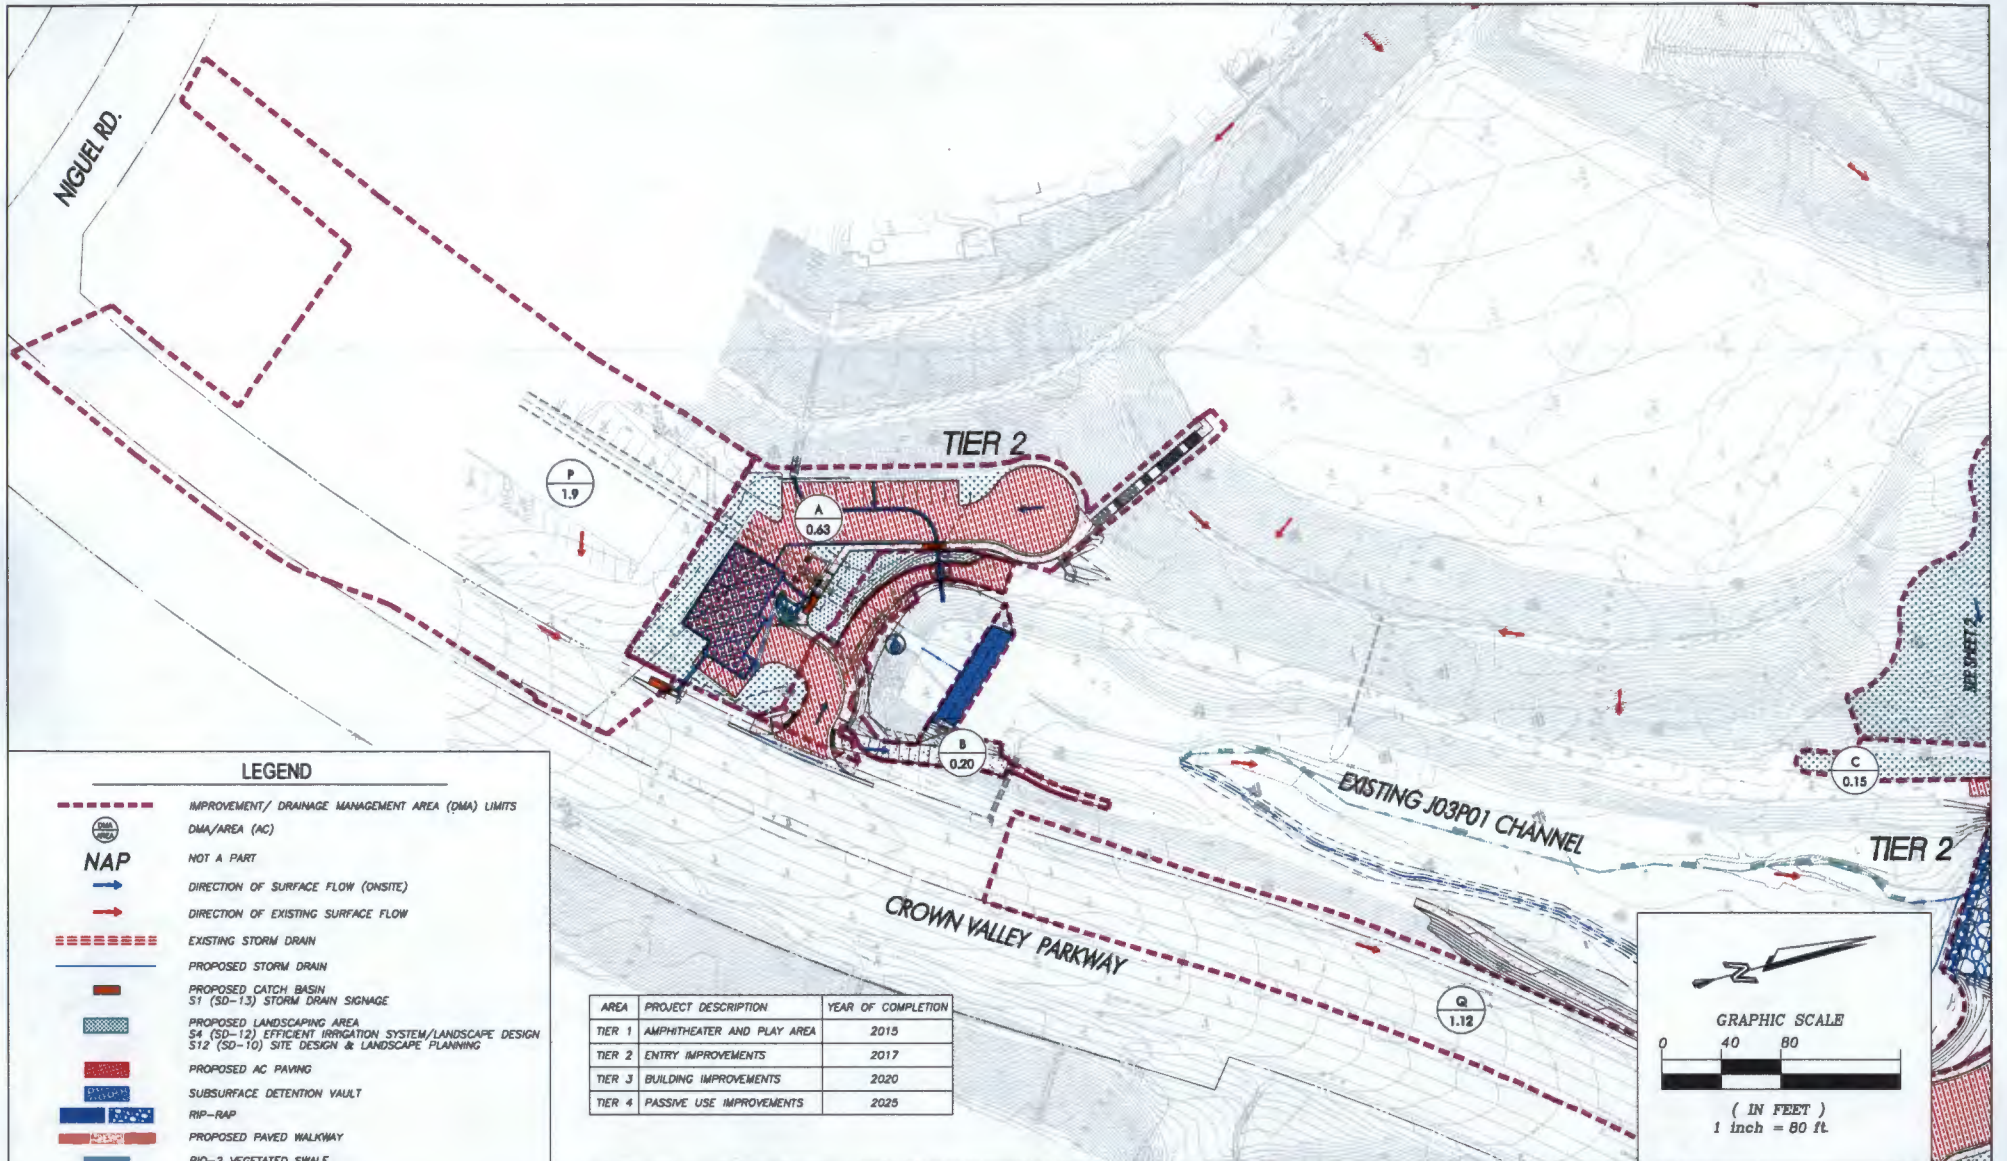 NIGUEL RD.
TIER 2
P
1.9
A
0.63
B
0.20
C
0.15
EXISTING J03P01 CHANNEL
TIER 2
CROWN VALLEY PARKWAY
Q
1.12
LEGEND
IMPROVEMENT/ DRAINAGE MANAGEMENT AREA (DMA) LIMITS
DMA
AREA
DMA/AREA (AC)
NAP
NOT A PART
DIRECTION OF SURFACE FLOW (ONSITE)
DIRECTION OF EXISTING SURFACE FLOW
EXISTING STORM DRAIN
PROPOSED STORM DRAIN
PROPOSED CATCH BASIN
S1 (SD-13) STORM DRAIN SIGNAGE
PROPOSED LANDSCAPING AREA
S4 (SD-12) EFFICIENT IRRIGATION SYSTEM/LANDSCAPE DESIGN
S12 (SD-10) SITE DESIGN & LANDSCAPE PLANNING
PROPOSED AC PAVING
SUBSURFACE DETENTION VAULT
RIP-RAP
PROPOSED PAVED WALKWAY
BIO-2 VEGETATED SWALE
AREA PROJECT DESCRIPTION YEAR OF COMPLETION
TIER 1 AMPHITHEATER AND PLAY AREA 2015
TIER 2 ENTRY IMPROVEMENTS 2017
TIER 3 BUILDING IMPROVEMENTS 2020
TIER 4 PASSIVE USE IMPROVEMENTS 2025
Z
GRAPHIC SCALE
0 40 80
( IN FEET )
1 inch = 80 ft.